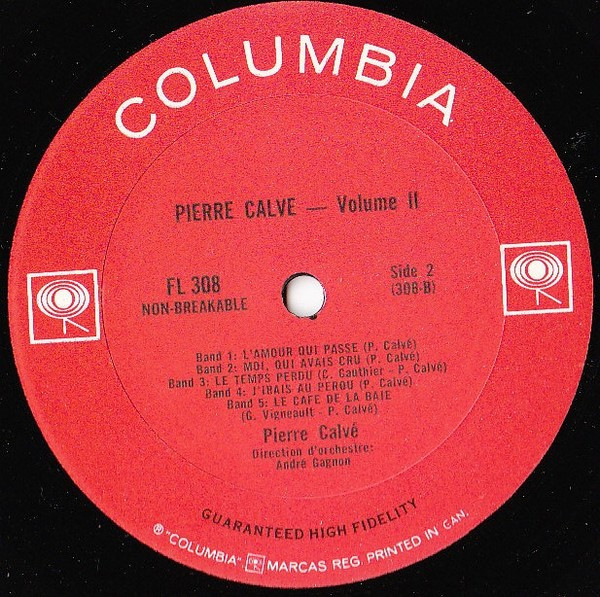 COLUMBIA
PIERRE CALVE — Volume II
FL 308
NON-BREAKABLE
Side 2
(308-B)
Band 1: L'AMOUR QUI PASSE (P. Calvé)
Band 2: MOI, QUI AVAIS CRU (P. Calvé)
Band 3: LE TEMPS PERDU (C. Gauthier - P. Calvé)
Band 4: J'IRAIS AU PEROU (P. Calvé)
Band 5: LE CAFE DE LA BAIE
(G. Vigneault - P. Calvé)
Pierre Calvé
Direction d'orchestre:
André Gagnon
GUARANTEED HIGH FIDELITY
® "COLUMBIA". MARCAS REG. PRINTED IN CAN.